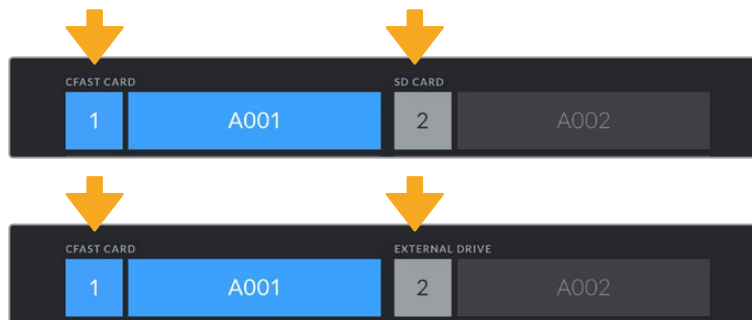 CFAST CARD SD CARD
1 A001 2 A002
CFAST CARD EXTERNAL DRIVE
1 A001 2 A002